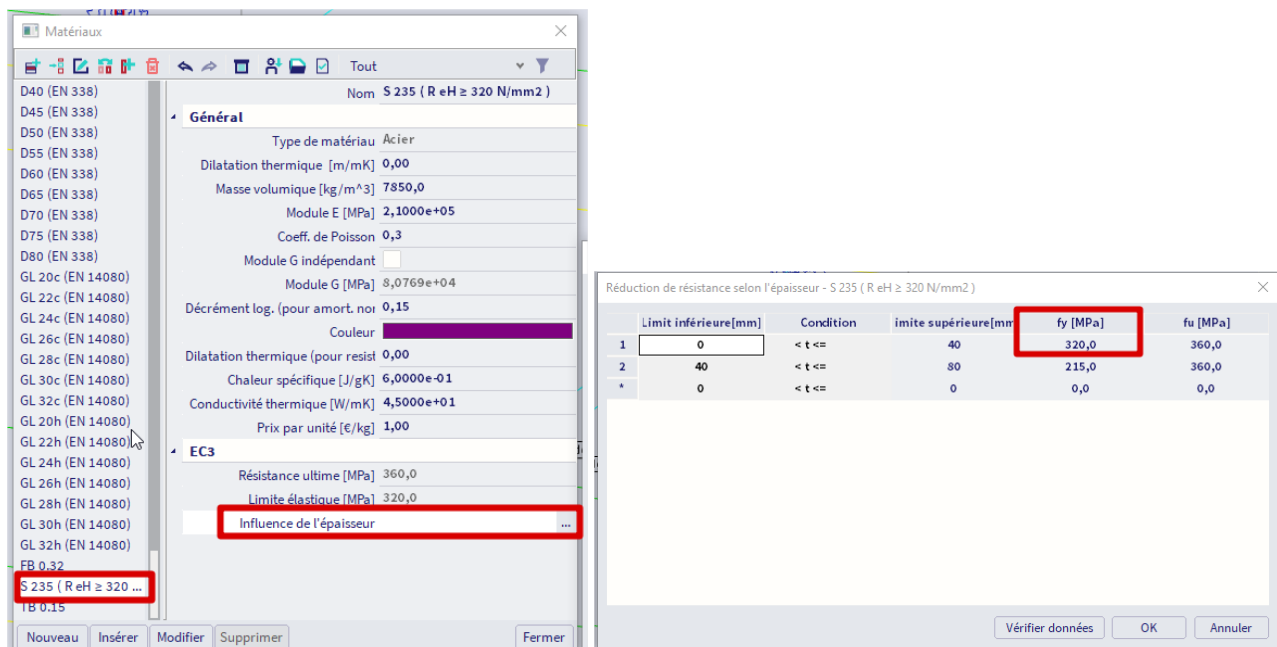 Matériaux
Tout
D40 (EN 338)
D45 (EN 338)
D50 (EN 338)
D55 (EN 338)
D60 (EN 338)
D65 (EN 338)
D70 (EN 338)
D75 (EN 338)
D80 (EN 338)
GL 20c (EN 14080)
GL 22c (EN 14080)
GL 24c (EN 14080)
GL 26c (EN 14080)
GL 28c (EN 14080)
GL 30c (EN 14080)
GL 32c (EN 14080)
GL 20h (EN 14080)
GL 22h (EN 14080)
GL 24h (EN 14080)
GL 26h (EN 14080)
GL 28h (EN 14080)
GL 30h (EN 14080)
GL 32h (EN 14080)
FB 0.32
S 235 ( R eH ≥ 320 ...
TB 0.15
Nom S 235 ( R eH ≥ 320 N/mm2 )
Général
Type de matériau Acier
Dilatation thermique [m/mK] 0,00
Masse volumique [kg/m^3] 7850,0
Module E [MPa] 2,1000e+05
Coeff. de Poisson 0,3
Module G indépendant
Module G [MPa] 8,0769e+04
Décrément log. (pour amort. nor 0,15
Couleur
Dilatation thermique (pour resist 0,00
Chaleur spécifique [J/gK] 6,0000e-01
Conductivité thermique [W/mK] 4,5000e+01
Prix par unité [€/kg] 1,00
EC3
Résistance ultime [MPa] 360,0
Limite élastique [MPa] 320,0
Influence de l'épaisseur ...
Nouveau Insérer Modifier Supprimer Fermer
Réduction de résistance selon l'épaisseur - S 235 ( R eH ≥ 320 N/mm2 )
Limit inférieure[mm] Condition imite supérieure[mm fy [MPa] fu [MPa]
1 0 < t <= 40 320,0 360,0
2 40 < t <= 80 215,0 360,0
* 0 < t <= 0 0,0 0,0
Vérifier données OK Annuler